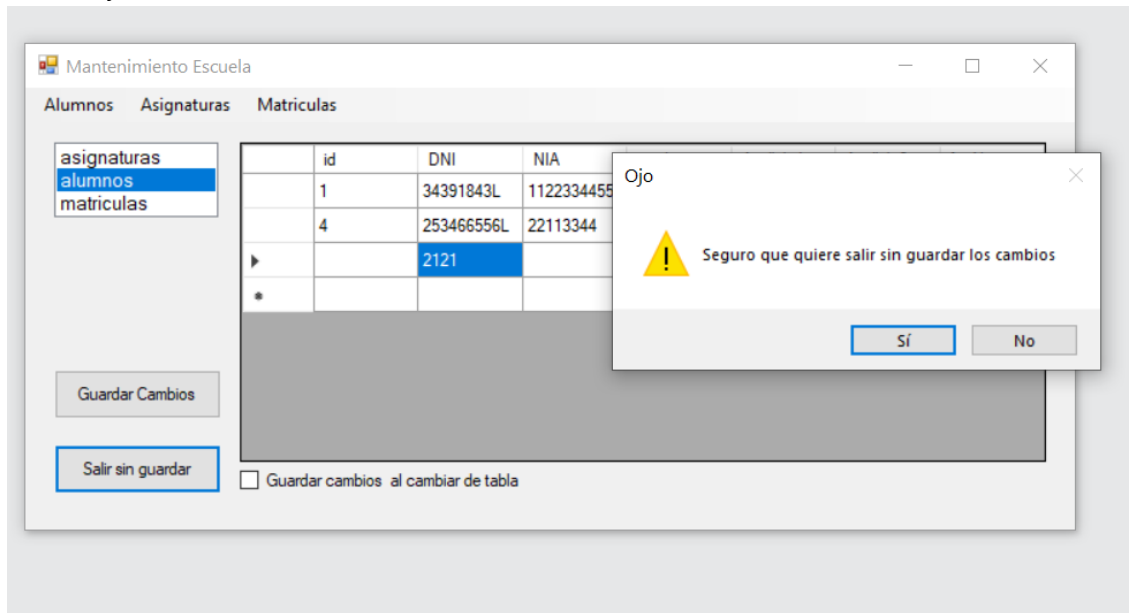 Mantenimiento Escuela
Alumnos Asignaturas Matriculas
asignaturas
alumnos
matriculas
id DNI NIA
1 34391843L 1122334455
4 253466556L 22113344
2121
Ojo
Seguro que quiere salir sin guardar los cambios
Sí No
Guardar Cambios
Salir sin guardar
Guardar cambios al cambiar de tabla